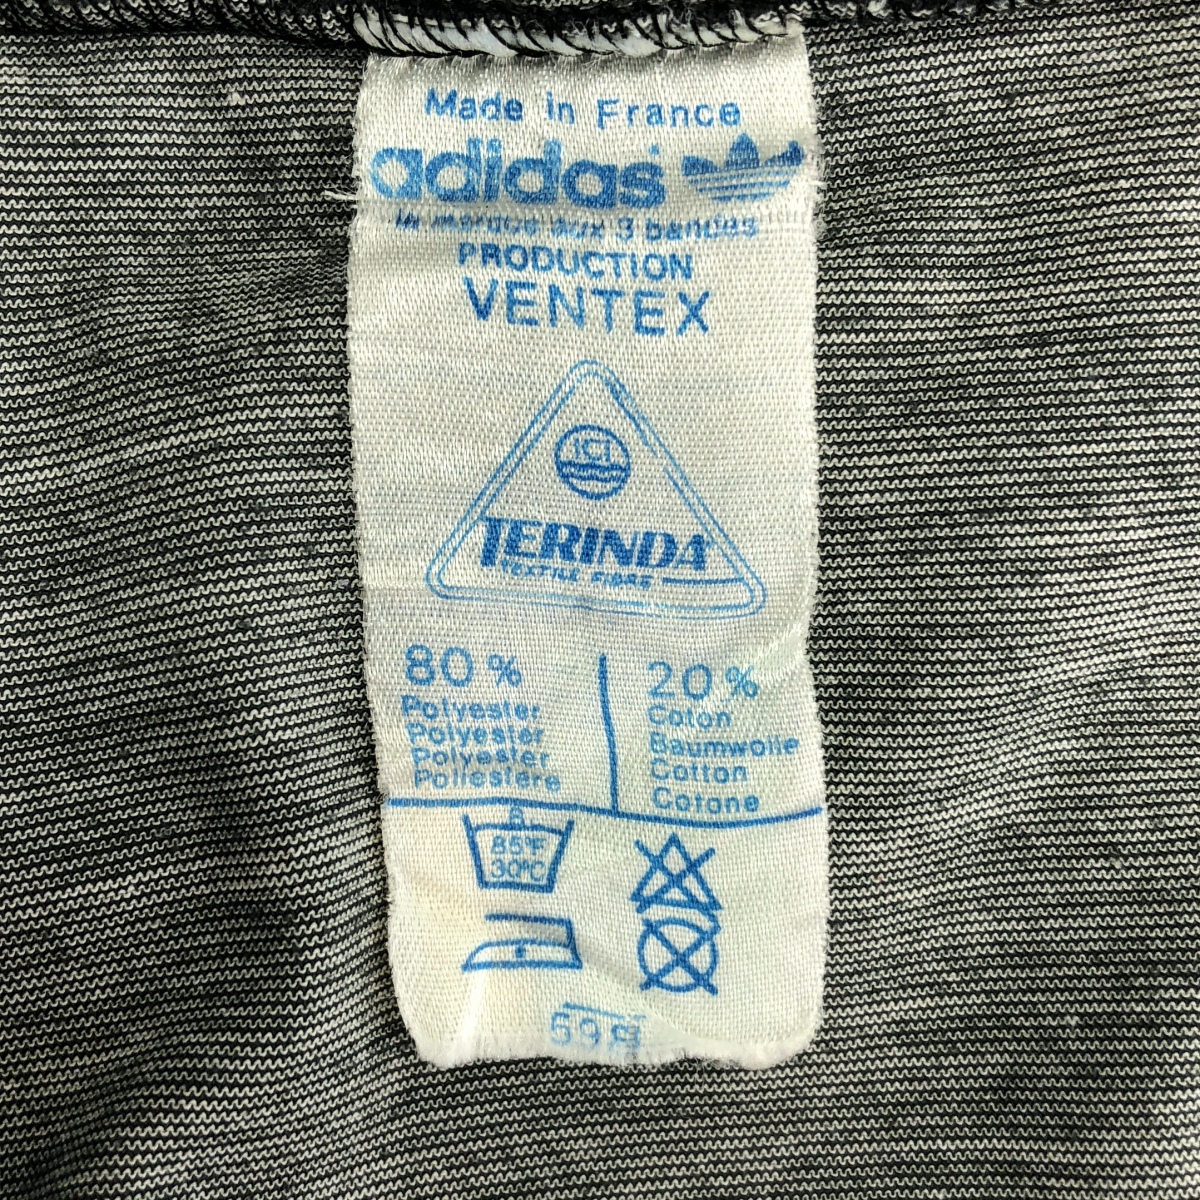 Made in France
adidas
la marque aux 3 bandes
PRODUCTION
VENTEX
ICI
TERINDA
TEXTILE FIBRE
80 %
Polyester
Polyester
Polyester
Poliestere
20 %
Coton
Baumwolle
Cotton
Cotone
85°F
30°C